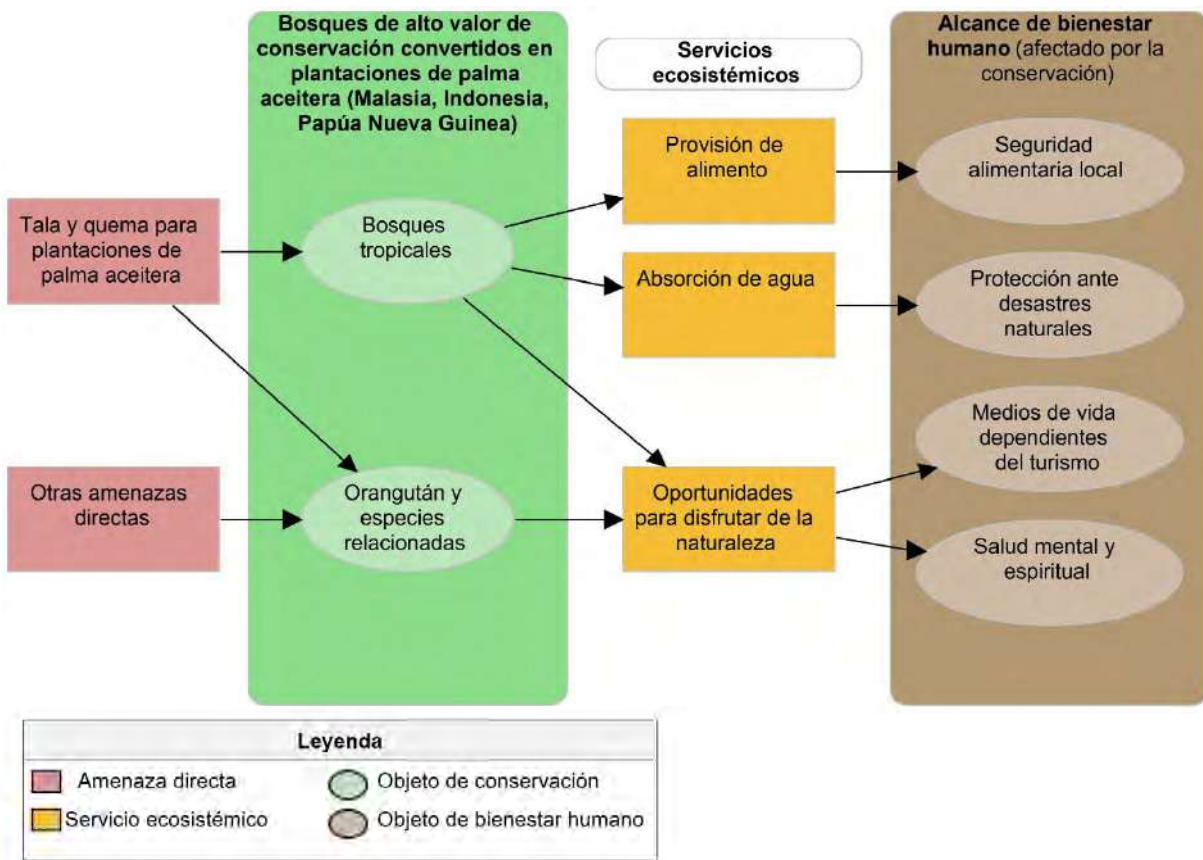 Bosques de alto valor de
conservación convertidos en
plantaciones de palma
aceitera (Malasia, Indonesia,
Papúa Nueva Guinea)
Servicios
ecosistémicos
Alcance de bienestar
humano (afectado por la
conservación)
Tala y quema para
plantaciones de
palma aceitera
Bosques
tropicales
Provisión de
alimento
Seguridad
alimentaria local
Absorción de agua
Protección ante
desastres
naturales
Otras amenazas
directas
Orangután y
especies
relacionadas
Oportunidades
para disfrutar de la
naturaleza
Medios de vida
dependientes
del turismo
Salud mental y
espiritual
Leyenda
Amenaza directa
Objeto de conservación
Servicio ecosistémico
Objeto de bienestar humano